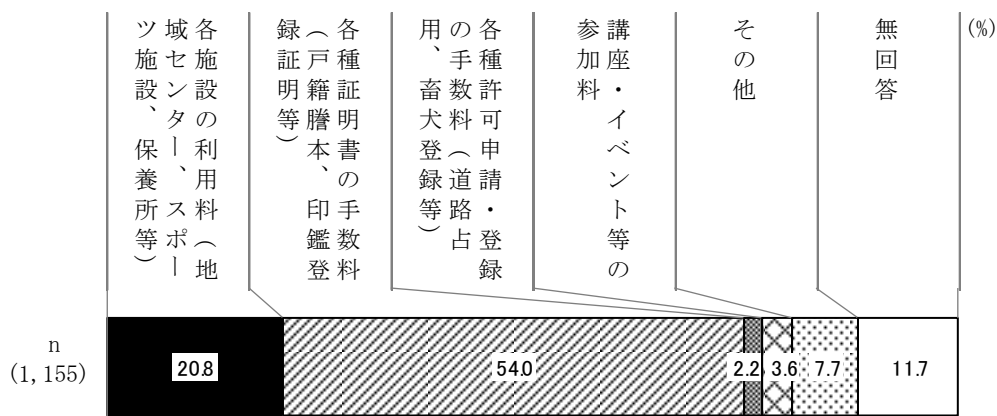 各施設の利用料（地
域センター、スポー
ツ施設、保養所等）
各種証明書の手数料
（戸籍謄本、印鑑登
録証明等）
各種許可申請・登録
の手数料（道路占
用、畜犬登録等）
講座・イベント等の
参加料
その他
無回答
(%)
n
(1,155)
20.8
54.0
2.2
3.6
7.7
11.7